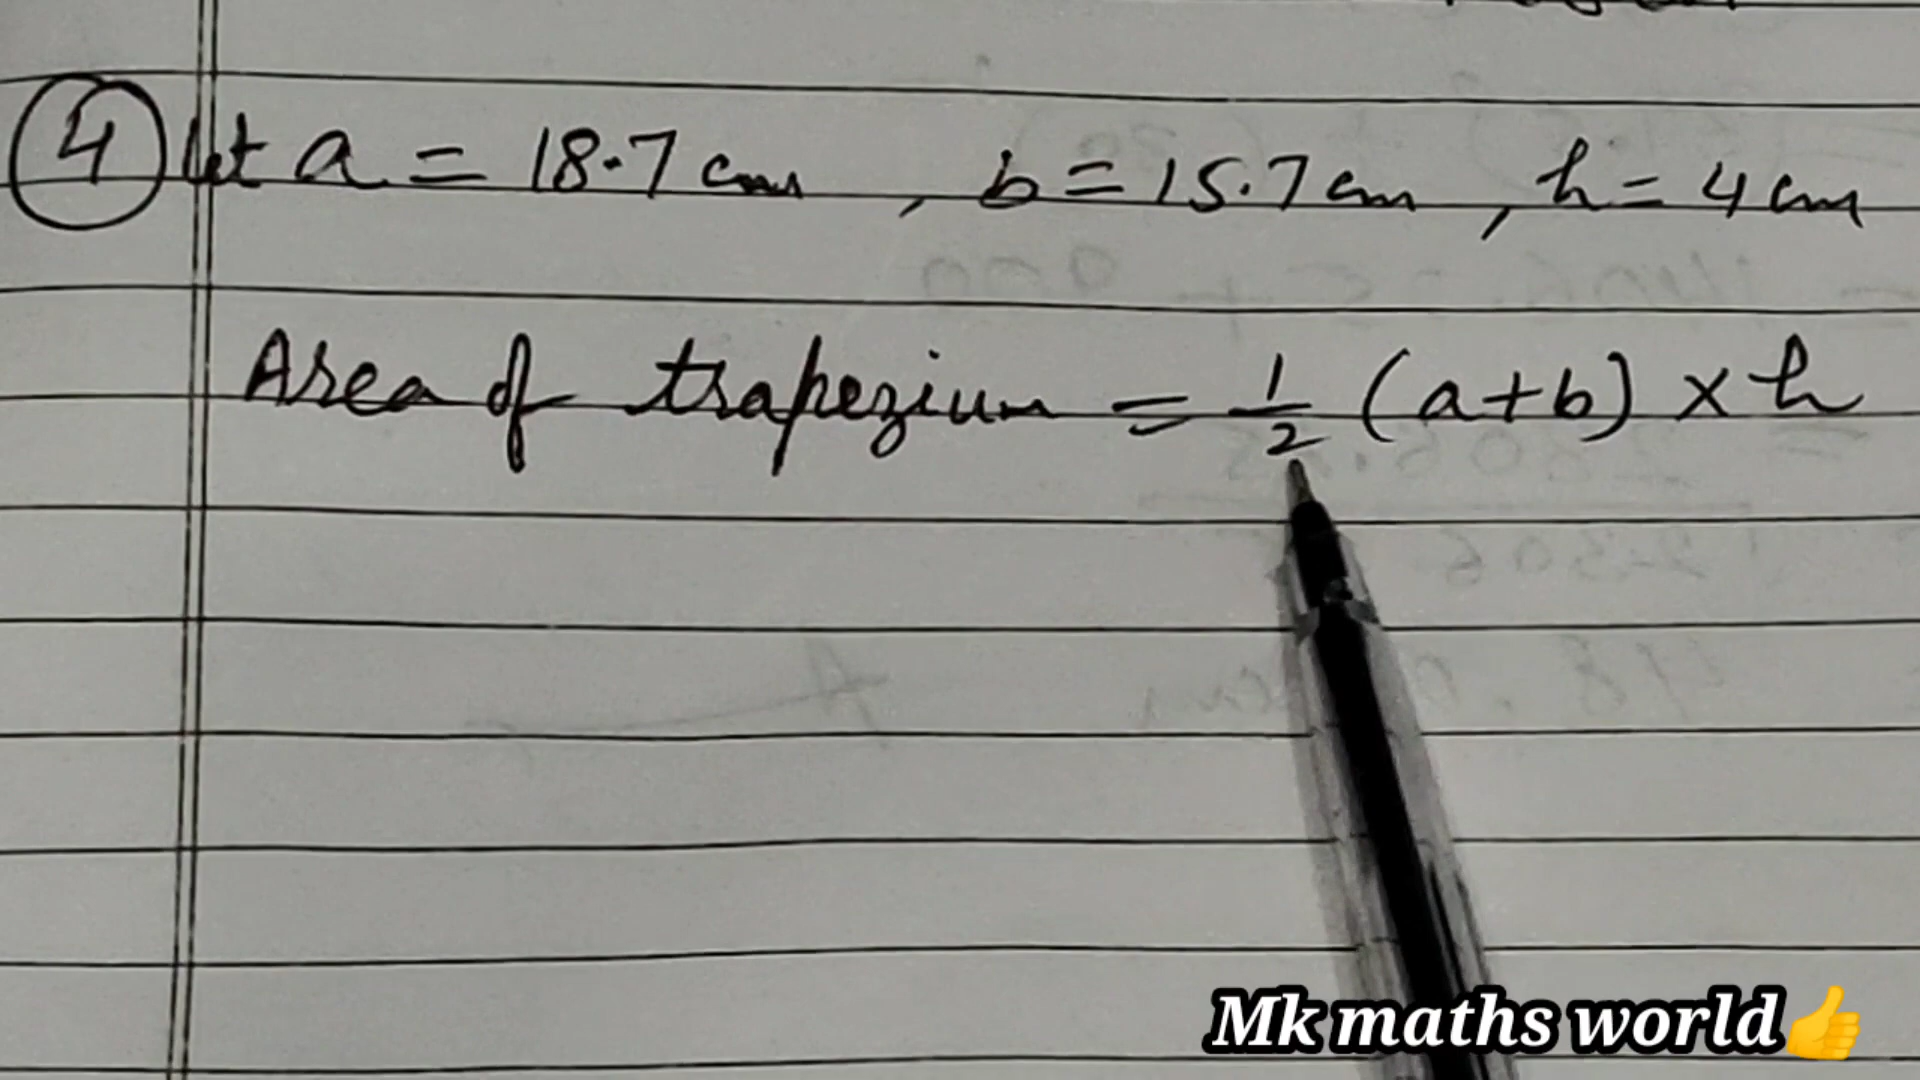 4 let a = 18.7 cm , b = 15.7 cm , h = 4 cm
Area of trapezium = 1/2 (a+b) × h
Mk maths world👍